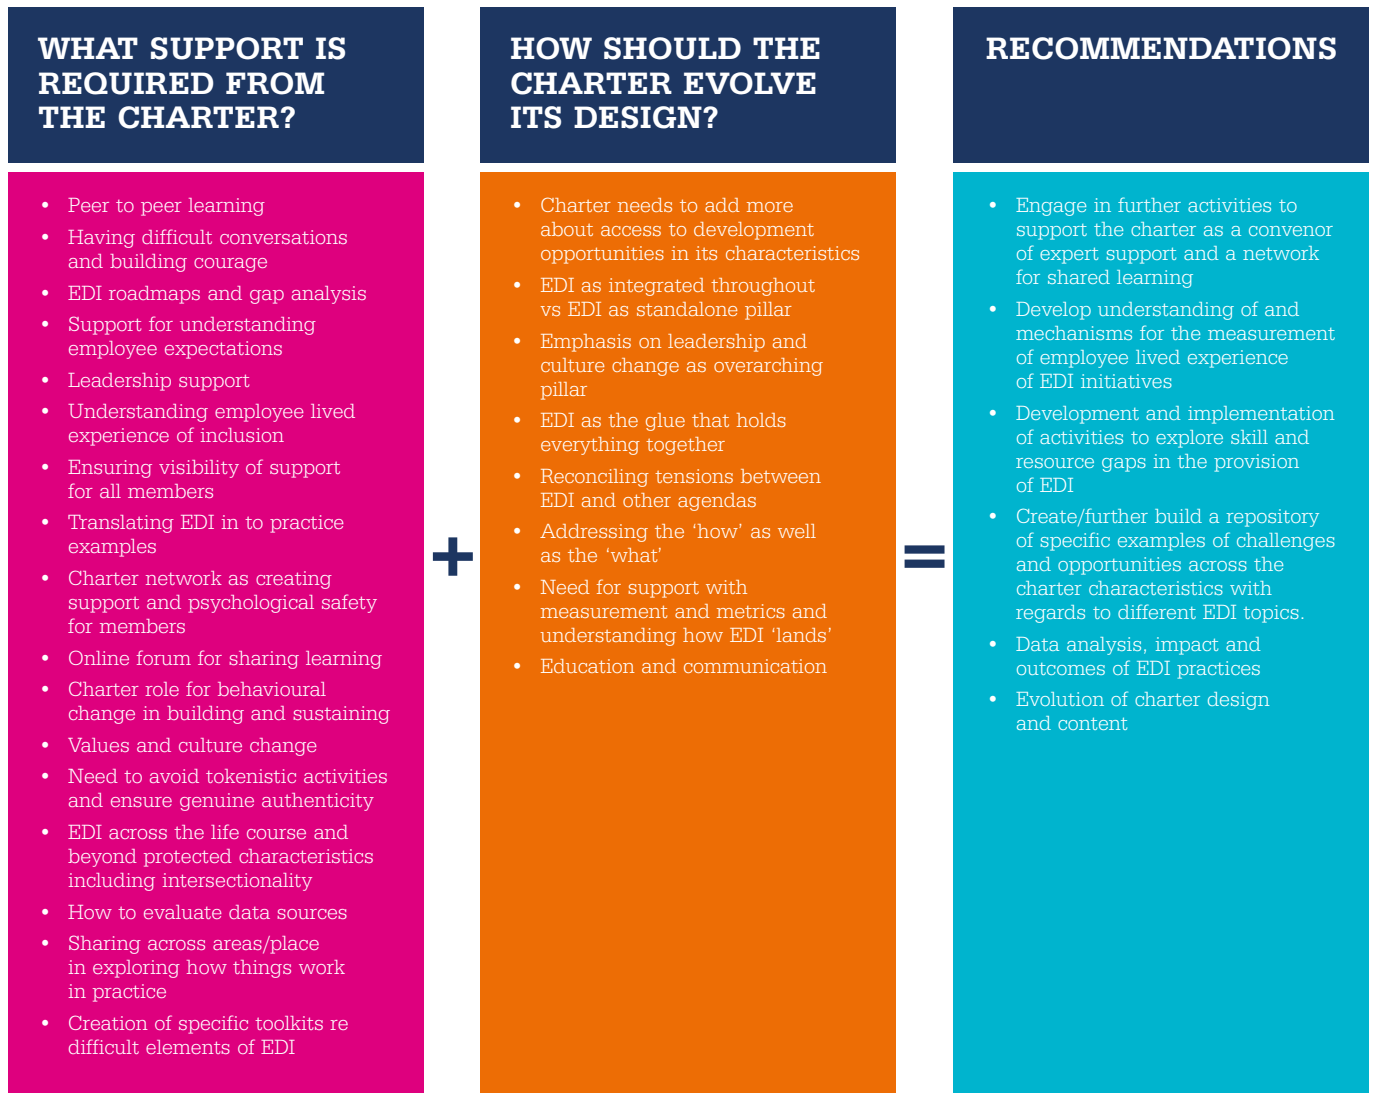 WHAT SUPPORT IS
REQUIRED FROM
THE CHARTER?
• Peer to peer learning
• Having difficult conversations
and building courage
• EDI roadmaps and gap analysis
• Support for understanding
employee expectations
• Leadership support
• Understanding employee lived
experience of inclusion
• Ensuring visibility of support
for all members
• Translating EDI in to practice
examples
• Charter network as creating
support and psychological safety
for members
• Online forum for sharing learning
• Charter role for behavioural
change in building and sustaining
• Values and culture change
• Need to avoid tokenistic activities
and ensure genuine authenticity
• EDI across the life course and
beyond protected characteristics
including intersectionality
• How to evaluate data sources
• Sharing across areas/place
in exploring how things work
in practice
• Creation of specific toolkits re
difficult elements of EDI
+
HOW SHOULD THE
CHARTER EVOLVE
ITS DESIGN?
• Charter needs to add more
about access to development
opportunities in its characteristics
• EDI as integrated throughout
vs EDI as standalone pillar
• Emphasis on leadership and
culture change as overarching
pillar
• EDI as the glue that holds
everything together
• Reconciling tensions between
EDI and other agendas
• Addressing the ‘how’ as well
as the ‘what’
• Need for support with
measurement and metrics and
understanding how EDI ‘lands’
• Education and communication
=
RECOMMENDATIONS
• Engage in further activities to
support the charter as a convenor
of expert support and a network
for shared learning
• Develop understanding of and
mechanisms for the measurement
of employee lived experience
of EDI initiatives
• Development and implementation
of activities to explore skill and
resource gaps in the provision
of EDI
• Create/further build a repository
of specific examples of challenges
and opportunities across the
charter characteristics with
regards to different EDI topics.
• Data analysis, impact and
outcomes of EDI practices
• Evolution of charter design
and content